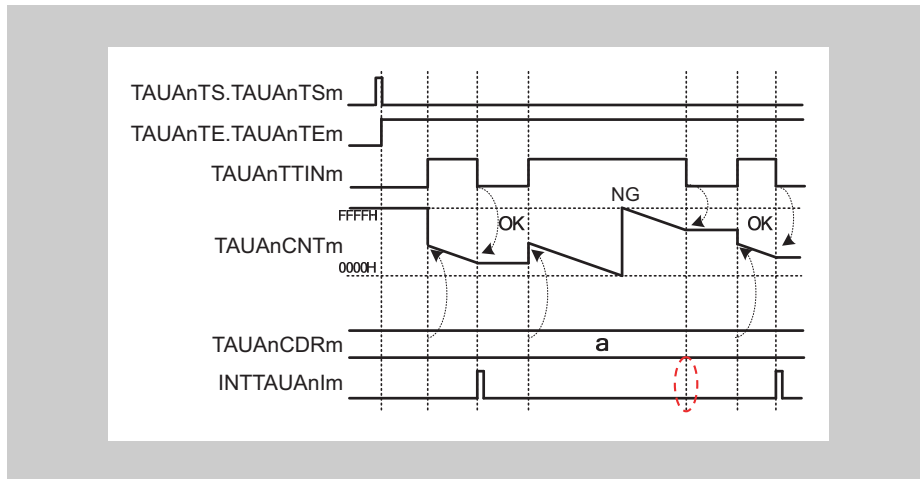 TAUAnTS.TAUAnTSm
TAUAnTE.TAUAnTEm
TAUAnTTINm
NG
FFFFH
OK
OK
TAUAnCNTm
0000H
TAUAnCDRm
a
INTTAUAnIm